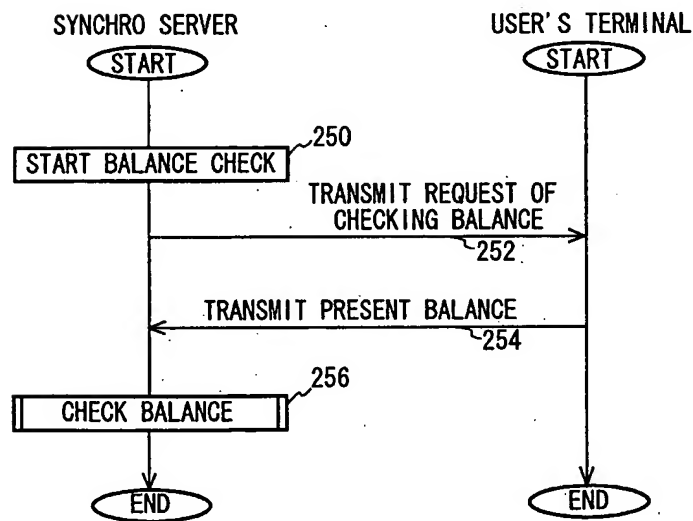 SYNCHRO SERVER
USER'S TERMINAL
START
START
START BALANCE CHECK
250
TRANSMIT REQUEST OF
CHECKING BALANCE
252
TRANSMIT PRESENT BALANCE
254
CHECK BALANCE
256
END
END